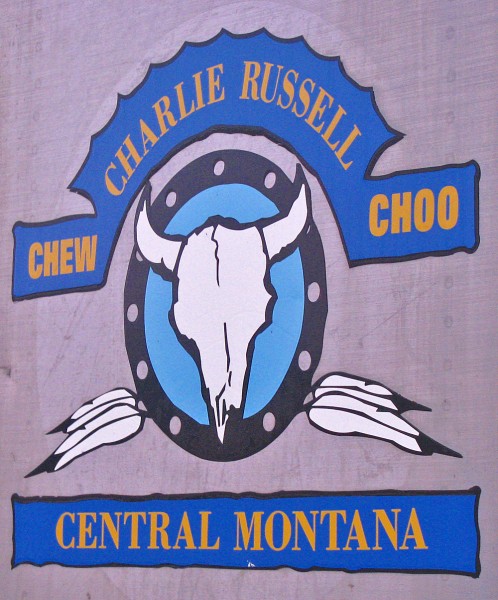 CHARLIE RUSSELL
CHEW CHOO
CENTRAL MONTANA